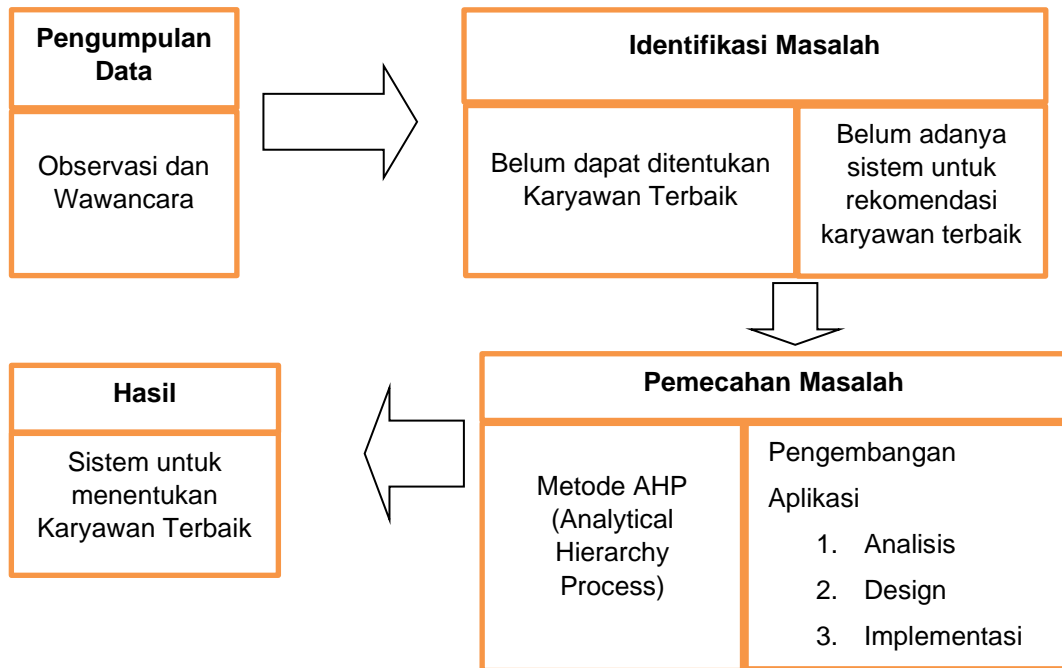 Pengumpulan
Data
Observasi dan
Wawancara
Identifikasi Masalah
Belum dapat ditentukan
Karyawan Terbaik
Belum adanya
sistem untuk
rekomendasi
karyawan terbaik
Pemecahan Masalah
Metode AHP
(Analytical
Hierarchy
Process)
Pengembangan
Aplikasi
1. Analisis
2. Design
3. Implementasi
Hasil
Sistem untuk
menentukan
Karyawan Terbaik